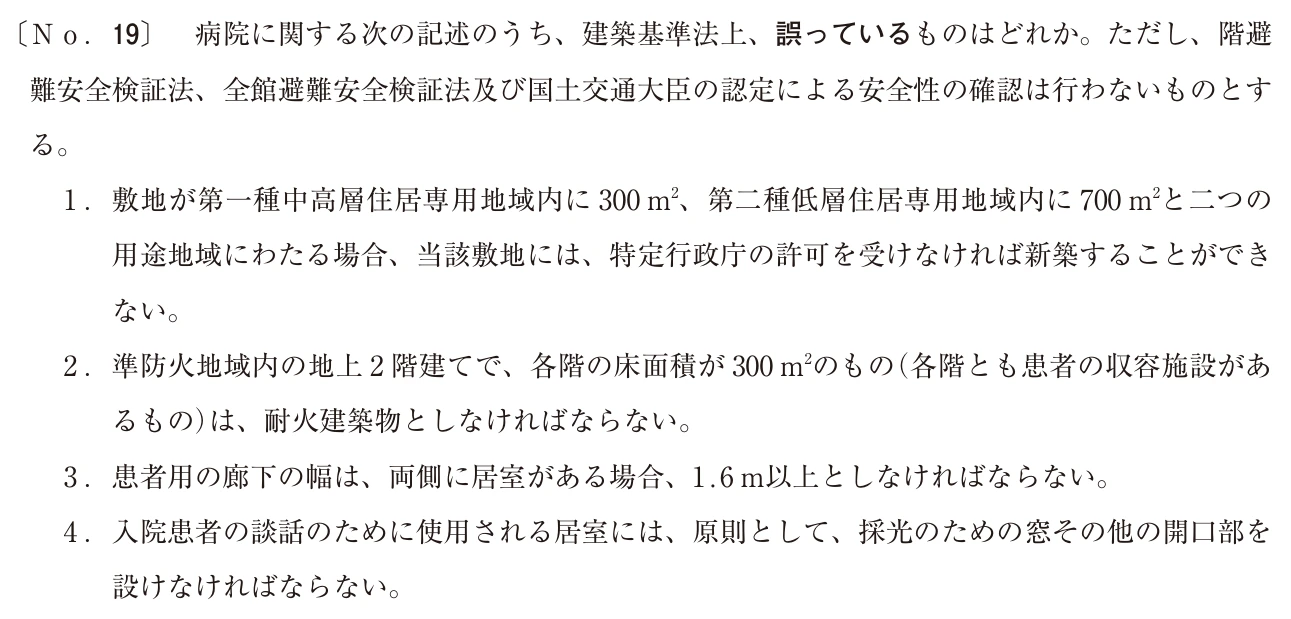 〔Ｎｏ．19〕　病院に関する次の記述のうち、建築基準法上、誤っているものはどれか。ただし、階避
難安全検証法、全館避難安全検証法及び国土交通大臣の認定による安全性の確認は行わないものとす
る。
1．敷地が第一種中高層住居専用地域内に 300 m²、第二種低層住居専用地域内に 700 m²と二つの
用途地域にわたる場合、当該敷地には、特定行政庁の許可を受けなければ新築することができ
ない。
2．準防火地域内の地上２階建てで、各階の床面積が 300 m²のもの(各階とも患者の収容施設があ
るもの)は、耐火建築物としなければならない。
3．患者用の廊下の幅は、両側に居室がある場合、1.6 m以上としなければならない。
4．入院患者の談話のために使用される居室には、原則として、採光のための窓その他の開口部を
設けなければならない。